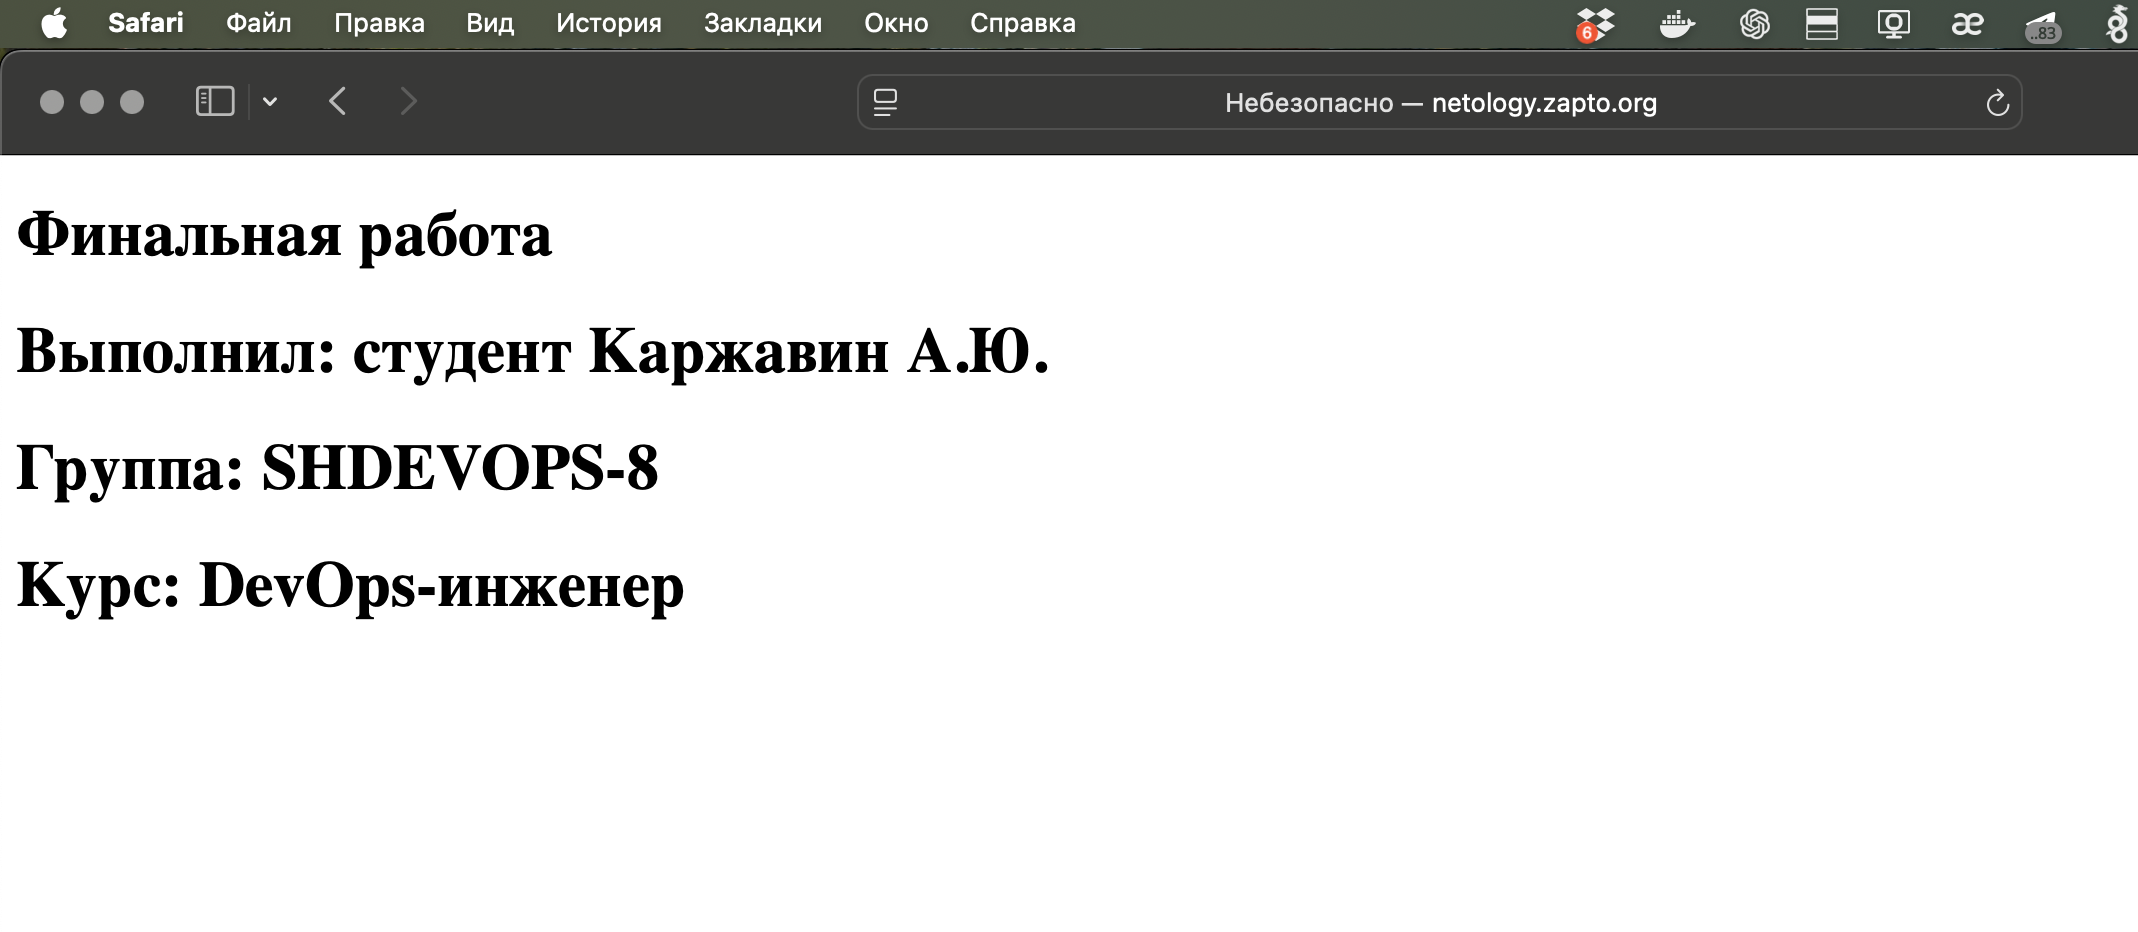 Safari Файл Правка Вид История Закладки Окно Справка 6 æ ..83
Небезопасно — netology.zapto.org
Финальная работа
Выполнил: студент Каржавин А.Ю.
Группа: SHDEVOPS-8
Курс: DevOps-инженер